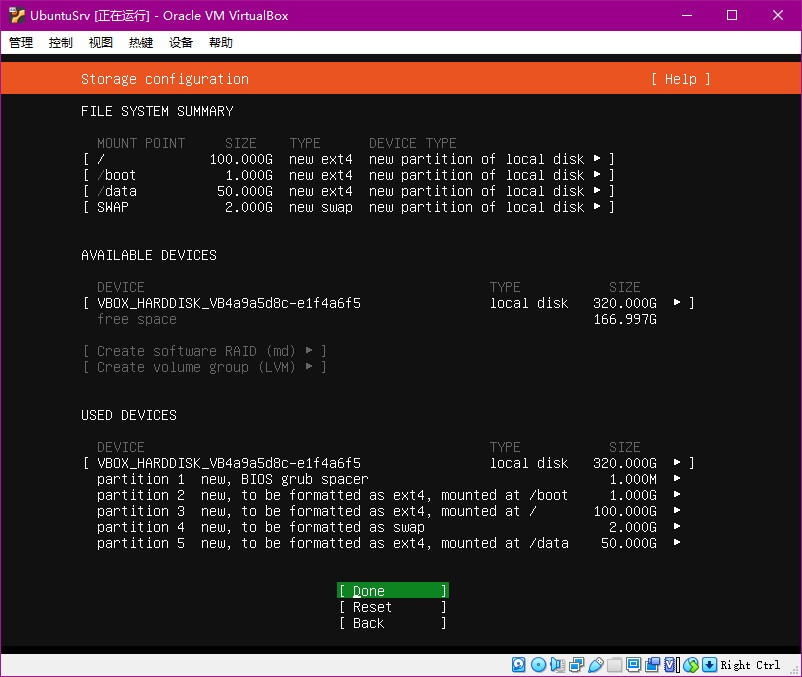 UbuntuSrv [正在运行] - Oracle VM VirtualBox
管理 控制 视图 热键 设备 帮助
Storage configuration [ Help ]
FILE SYSTEM SUMMARY
MOUNT POINT SIZE TYPE DEVICE TYPE
[ / 100.000G new ext4 new partition of local disk ▸ ]
[ /boot 1.000G new ext4 new partition of local disk ▸ ]
[ /data 50.000G new ext4 new partition of local disk ▸ ]
[ SWAP 2.000G new swap new partition of local disk ▸ ]
AVAILABLE DEVICES
DEVICE TYPE SIZE
[ VBOX_HARDDISK_VB4a9a5d8c-e1f4a6f5 local disk 320.000G ▸ ]
free space 166.997G
[ Create software RAID (md) ▸ ]
[ Create volume group (LVM) ▸ ]
USED DEVICES
DEVICE TYPE SIZE
[ VBOX_HARDDISK_VB4a9a5d8c-e1f4a6f5 local disk 320.000G ▸ ]
partition 1 new, BIOS grub spacer 1.000M ▸
partition 2 new, to be formatted as ext4, mounted at /boot 1.000G ▸
partition 3 new, to be formatted as ext4, mounted at / 100.000G ▸
partition 4 new, to be formatted as swap 2.000G ▸
partition 5 new, to be formatted as ext4, mounted at /data 50.000G ▸
[ Done ]
[ Reset ]
[ Back ]
Right Ctrl